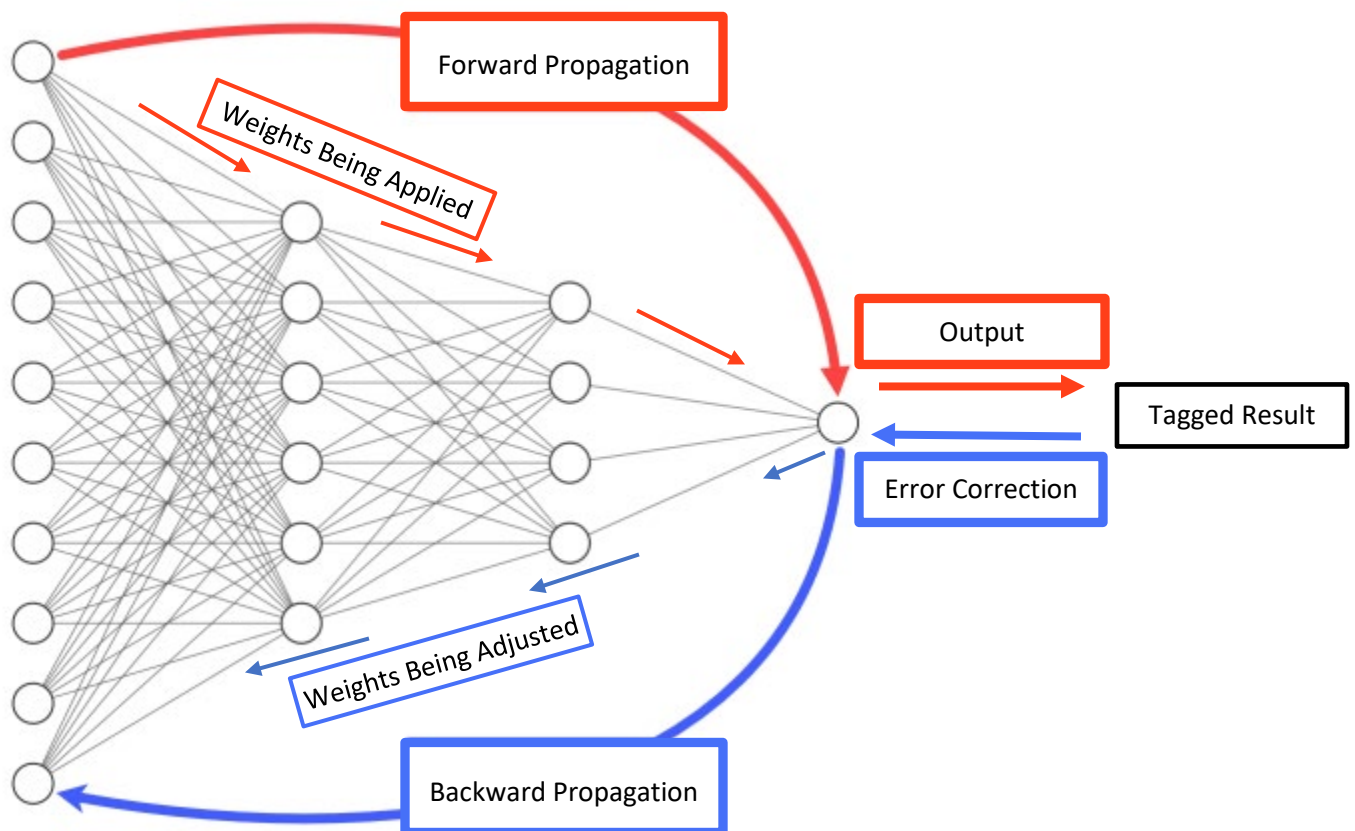 Forward Propagation
Weights Being Applied
Output
Tagged Result
Error Correction
Weights Being Adjusted
Backward Propagation